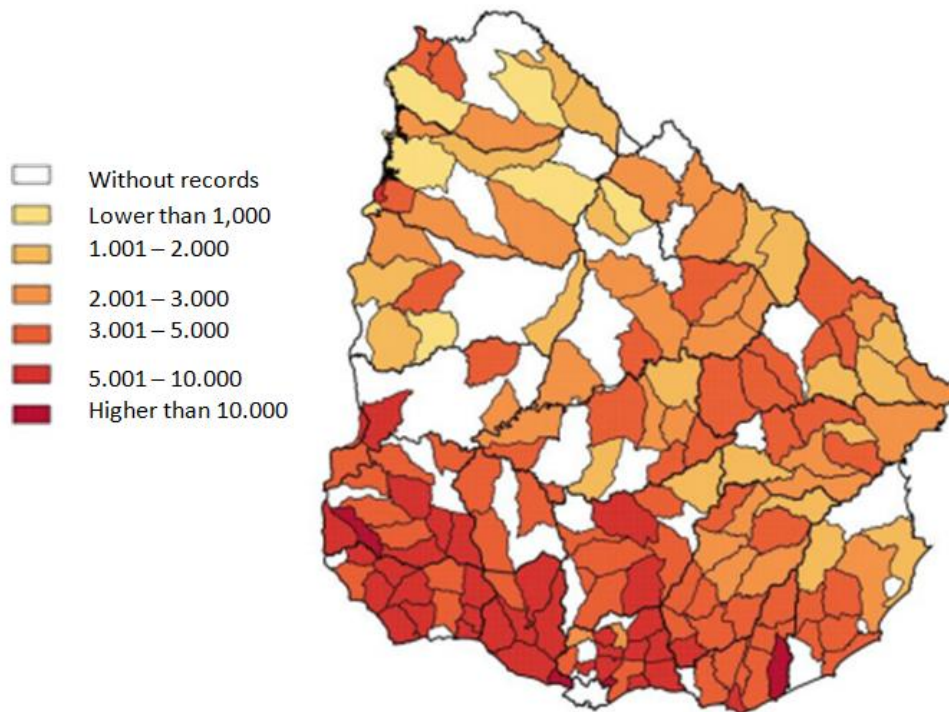 Without records
Lower than 1,000
1.001 – 2.000
2.001 – 3.000
3.001 – 5.000
5.001 – 10.000
Higher than 10.000